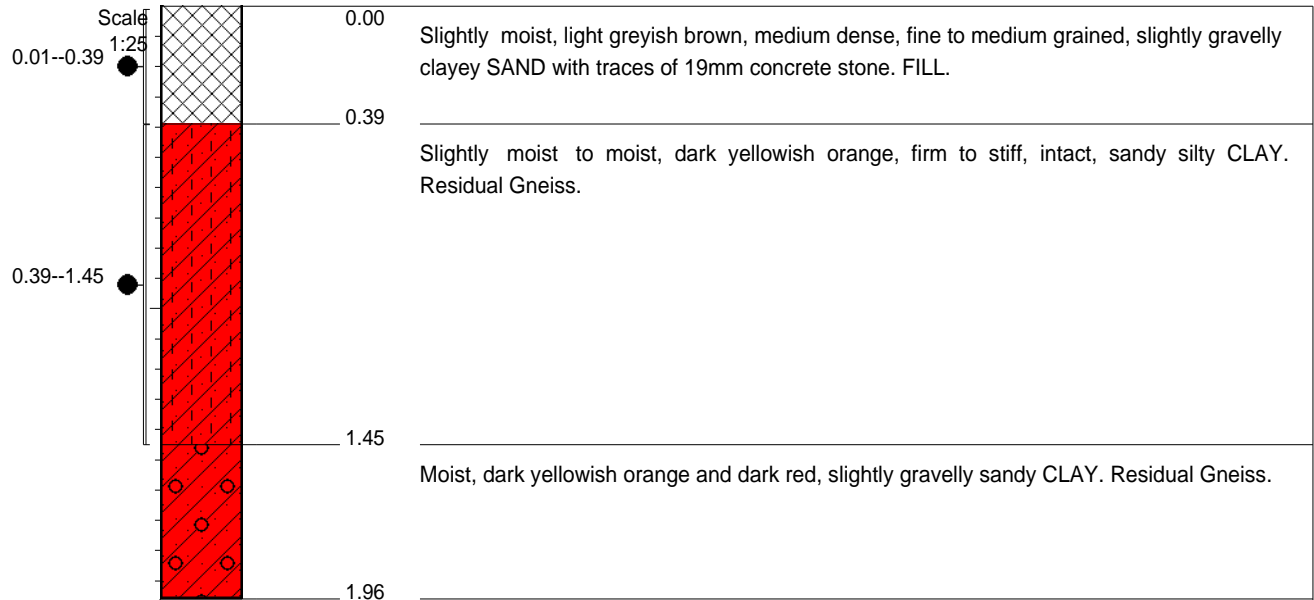 Scale
1:25
0.00
Slightly moist, light greyish brown, medium dense, fine to medium grained, slightly gravelly
clayey SAND with traces of 19mm concrete stone. FILL.
0.01--0.39
0.39
Slightly moist to moist, dark yellowish orange, firm to stiff, intact, sandy silty CLAY.
Residual Gneiss.
0.39--1.45
1.45
Moist, dark yellowish orange and dark red, slightly gravelly sandy CLAY. Residual Gneiss.
1.96